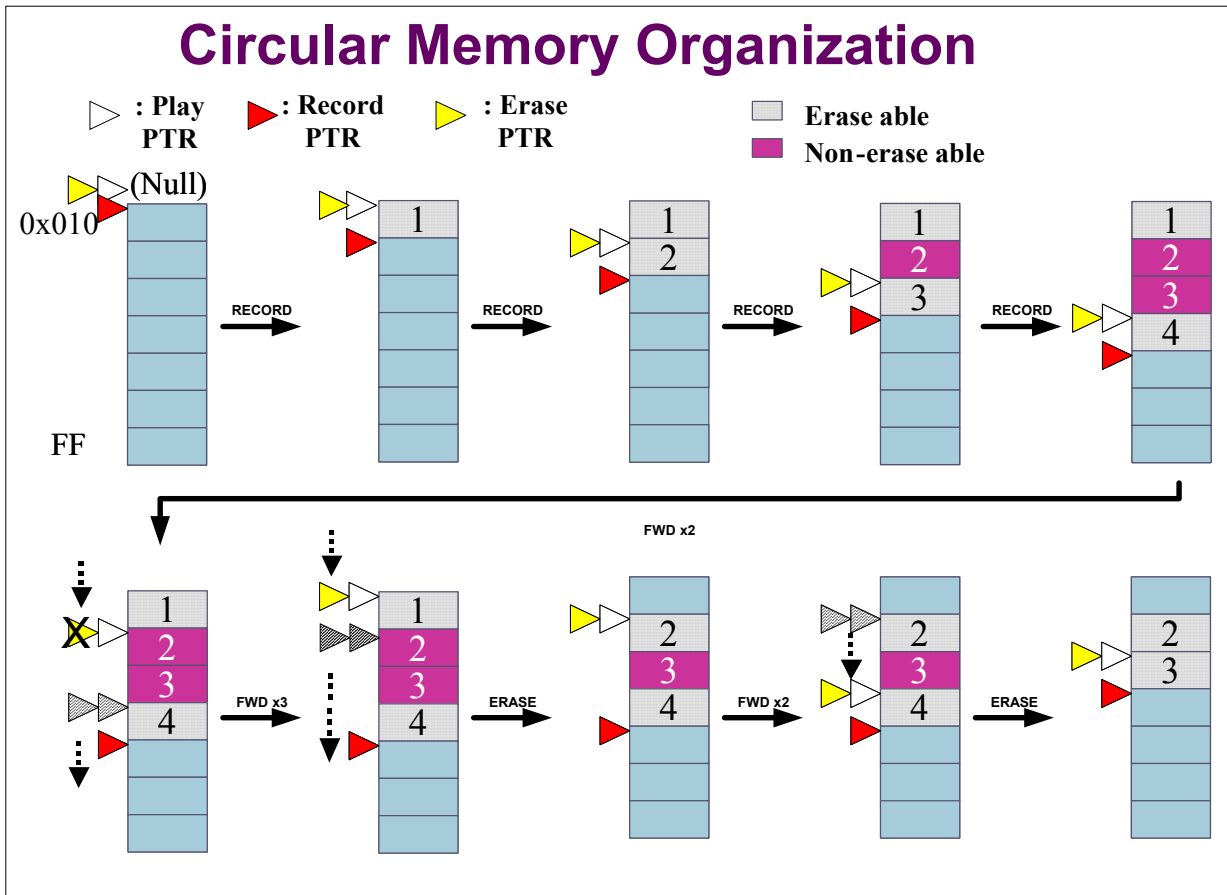 Circular Memory Organization
: Play PTR
: Record PTR
: Erase PTR
Erase able
Non-erase able
(Null)
0x010
FF
1
1
2
1
2
3
1
2
3
4
RECORD
RECORD
RECORD
RECORD
FWD x2
1
2
3
4
X
FWD x3
1
2
3
4
ERASE
2
3
4
FWD x2
2
3
4
ERASE
2
3